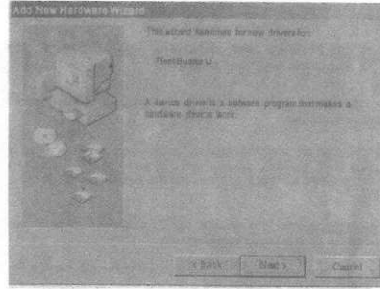 Add New Hardware Wizard
This wizard searches for new drivers for:
A device driver is a software program that makes a
hardware device work.
< Back
Next >
Cancel